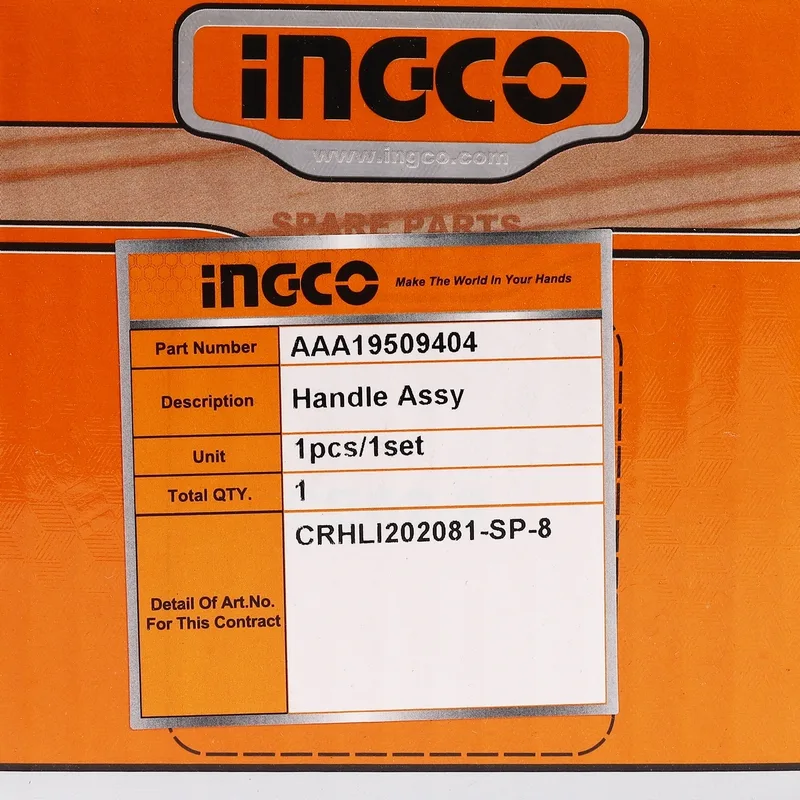 INGCO
www.ingco.com
SPARE PARTS
INGCO Make The World In Your Hands
Part Number AAA19509404
Description Handle Assy
Unit 1pcs/1set
Total QTY. 1
CRHLI202081-SP-8
Detail Of Art.No.
For This Contract